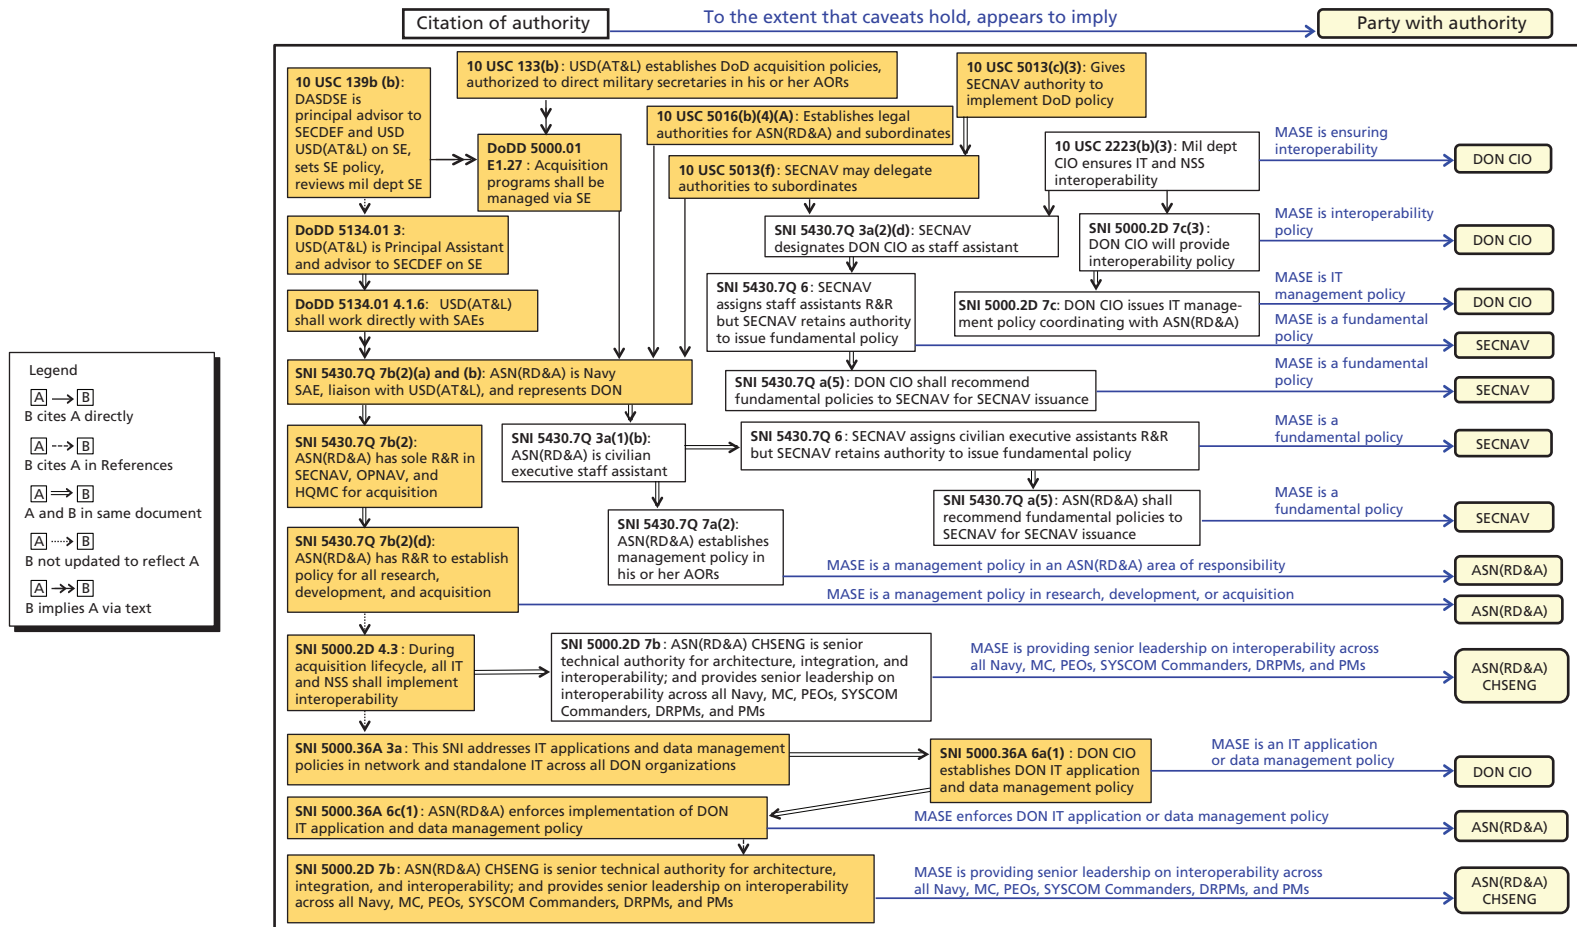 Citation of authority
To the extent that caveats hold, appears to imply
Party with authority
10 USC 139b (b):
DASDSE is
principal advisor to
SECDEF and USD
USD(AT&L) on SE,
sets SE policy,
reviews mil dept SE
10 USC 133(b): USD(AT&L) establishes DoD acquisition policies,
authorized to direct military secretaries in his or her AORs
10 USC 5013(c)(3): Gives
SECNAV authority to
implement DoD policy
10 USC 5016(b)(4)(A): Establishes legal
authorities for ASN(RD&A) and subordinates
DoDD 5000.01
E1.27 : Acquisition
programs shall be
managed via SE
10 USC 5013(f): SECNAV may delegate
authorities to subordinates
10 USC 2223(b)(3): Mil dept
CIO ensures IT and NSS
interoperability
MASE is ensuring
interoperability
DON CIO
DoDD 5134.01 3:
USD(AT&L) is Principal Assistant
and advisor to SECDEF on SE
SNI 5430.7Q 3a(2)(d): SECNAV
designates DON CIO as staff assistant
SNI 5000.2D 7c(3):
DON CIO will provide
interoperability policy
MASE is interoperability
policy
DON CIO
DoDD 5134.01 4.1.6: USD(AT&L)
shall work directly with SAEs
SNI 5430.7Q 6 : SECNAV
assigns staff assistants R&R
but SECNAV retains authority
to issue fundamental policy
SNI 5000.2D 7c: DON CIO issues IT manage-
ment policy coordinating with ASN(RD&A)
MASE is IT
management policy
DON CIO
MASE is a fundamental
policy
SECNAV
SNI 5430.7Q 7b(2)(a) and (b): ASN(RD&A) is Navy
SAE, liaison with USD(AT&L), and represents DON
SNI 5430.7Q a(5): DON CIO shall recommend
fundamental policies to SECNAV for SECNAV issuance
MASE is a fundamental
policy
SECNAV
SNI 5430.7Q 7b(2):
ASN(RD&A) has sole R&R in
SECNAV, OPNAV, and
HQMC for acquisition
SNI 5430.7Q 3a(1)(b):
ASN(RD&A) is civilian
executive staff assistant
SNI 5430.7Q 6 : SECNAV assigns civilian executive assistants R&R
but SECNAV retains authority to issue fundamental policy
MASE is a
fundamental policy
SECNAV
SNI 5430.7Q a(5): ASN(RD&A) shall
recommend fundamental policies to
SECNAV for SECNAV issuance
MASE is a
fundamental policy
SECNAV
SNI 5430.7Q 7a(2):
ASN(RD&A) establishes
management policy in
his or her AORs
SNI 5430.7Q 7b(2)(d):
ASN(RD&A) has R&R to establish
policy for all research,
development, and acquisition
MASE is a management policy in an ASN(RD&A) area of responsibility
ASN(RD&A)
MASE is a management policy in research, development, or acquisition
ASN(RD&A)
SNI 5000.2D 4.3 : During
acquisition lifecycle, all IT
and NSS shall implement
interoperability
SNI 5000.2D 7b : ASN(RD&A) CHSENG is senior
technical authority for architecture, integration, and
interoperability; and provides senior leadership on
interoperability across all Navy, MC, PEOs, SYSCOM
Commanders, DRPMs, and PMs
MASE is providing senior leadership on interoperability across
all Navy, MC, PEOs, SYSCOM Commanders, DRPMs, and PMs
ASN(RD&A)
CHSENG
SNI 5000.36A 3a : This SNI addresses IT applications and data management
policies in network and standalone IT across all DON organizations
SNI 5000.36A 6a(1) : DON CIO
establishes DON IT application
and data management policy
MASE is an IT application
or data management policy
DON CIO
SNI 5000.36A 6c(1) : ASN(RD&A) enforces implementation of DON
IT application and data management policy
MASE enforces DON IT application or data management policy
ASN(RD&A)
SNI 5000.2D 7b : ASN(RD&A) CHSENG is senior technical authority for architecture,
integration, and interoperability; and provides senior leadership on interoperability
across all Navy, MC, PEOs, SYSCOM Commanders, DRPMs, and PMs
MASE is providing senior leadership on interoperability across
all Navy, MC, PEOs, SYSCOM Commanders, DRPMs, and PMs
ASN(RD&A)
CHSENG
Legend
A B
B cites A directly
A B
B cites A in References
A B
A and B in same document
A B
B not updated to reflect A
A B
B implies A via text